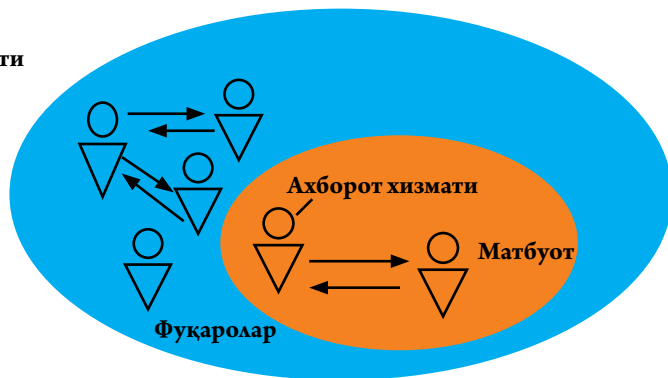 ти
Ахборот хизмати
Матбуот
Фуқаролар